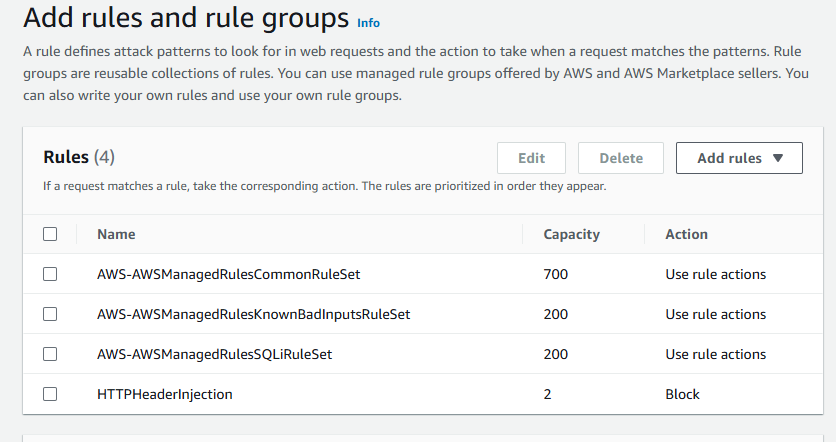 Add rules and rule groups Info
A rule defines attack patterns to look for in web requests and the action to take when a request matches the patterns. Rule
groups are reusable collections of rules. You can use managed rule groups offered by AWS and AWS Marketplace sellers. You
can also write your own rules and use your own rule groups.
Rules (4) Edit Delete Add rules
If a request matches a rule, take the corresponding action. The rules are prioritized in order they appear.
Name Capacity Action
AWS-AWSManagedRulesCommonRuleSet 700 Use rule actions
AWS-AWSManagedRulesKnownBadInputsRuleSet 200 Use rule actions
AWS-AWSManagedRulesSQLiRuleSet 200 Use rule actions
HTTPHeaderInjection 2 Block